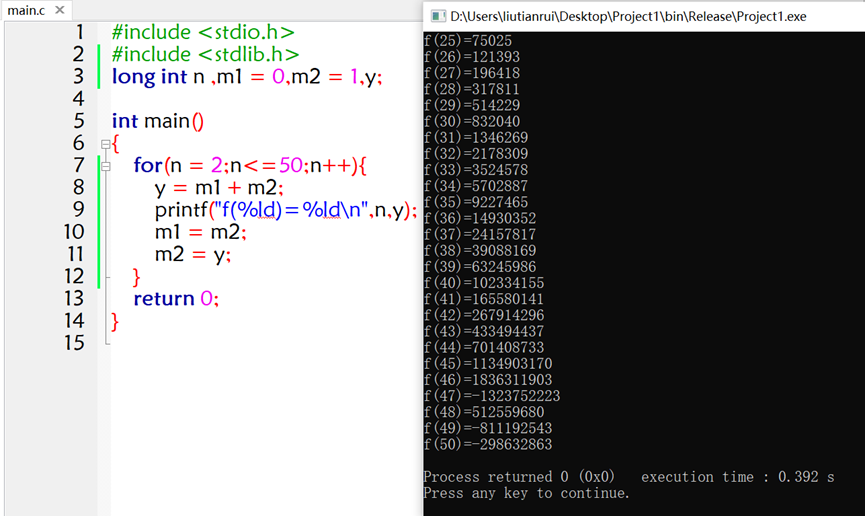 main.c ×
1 #include <stdio.h>
2 #include <stdlib.h>
3 long int n ,m1 = 0,m2 = 1,y;
4
5 int main()
6 {
7 for(n = 2;n<=50;n++){
8 y = m1 + m2;
9 printf("f(%ld)=%ld\n",n,y);
10 m1 = m2;
11 m2 = y;
12 }
13 return 0;
14 }
15
D:\Users\liutianrui\Desktop\Project1\bin\Release\Project1.exe
f(25)=75025
f(26)=121393
f(27)=196418
f(28)=317811
f(29)=514229
f(30)=832040
f(31)=1346269
f(32)=2178309
f(33)=3524578
f(34)=5702887
f(35)=9227465
f(36)=14930352
f(37)=24157817
f(38)=39088169
f(39)=63245986
f(40)=102334155
f(41)=165580141
f(42)=267914296
f(43)=433494437
f(44)=701408733
f(45)=1134903170
f(46)=1836311903
f(47)=-1323752223
f(48)=512559680
f(49)=-811192543
f(50)=-298632863
Process returned 0 (0x0) execution time : 0.392 s
Press any key to continue.